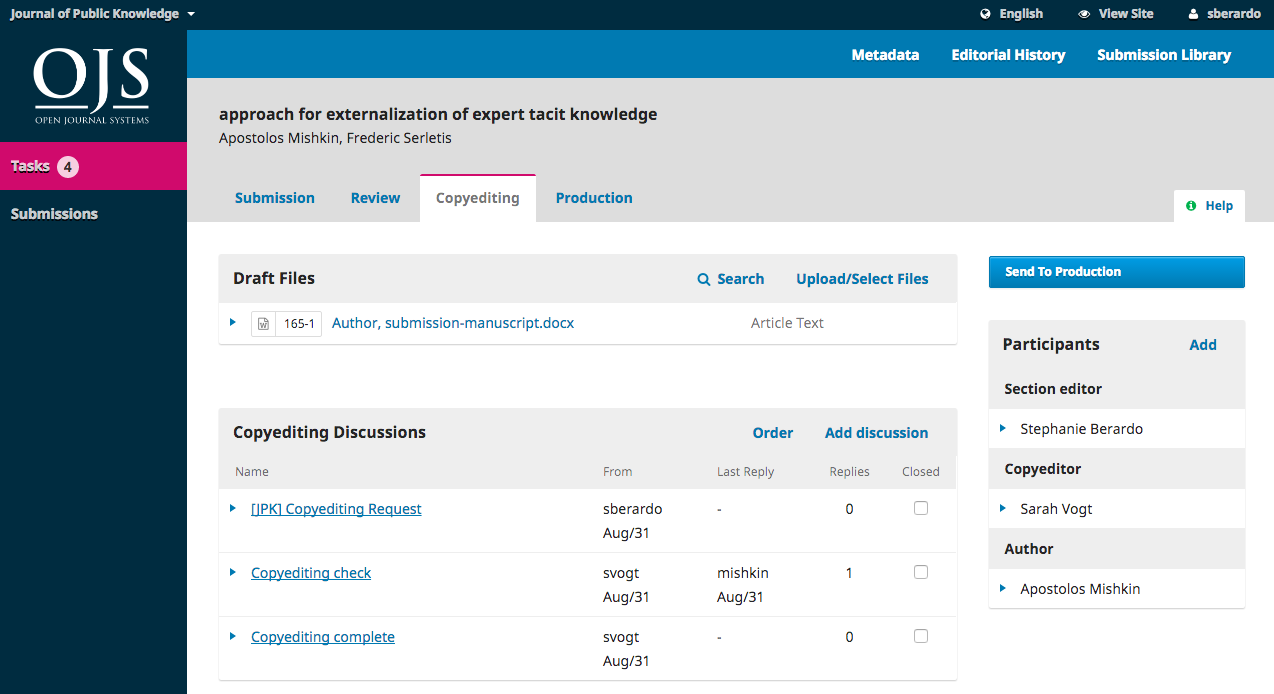 Journal of Public Knowledge
English
View Site
sberardo
OJS
OPEN JOURNAL SYSTEMS
Metadata
Editorial History
Submission Library
Tasks 4
Submissions
approach for externalization of expert tacit knowledge
Apostolos Mishkin, Frederic Serletis
Submission
Review
Copyediting
Production
Help
Draft Files
Search
Upload/Select Files
165-1 Author, submission-manuscript.docx Article Text
Copyediting Discussions
Order
Add discussion
Name From Last Reply Replies Closed
[JPK] Copyediting Request sberardo - 0
Aug/31
Copyediting check svogt mishkin 1
Aug/31 Aug/31
Copyediting complete svogt - 0
Aug/31
Send To Production
Participants Add
Section editor
Stephanie Berardo
Copyeditor
Sarah Vogt
Author
Apostolos Mishkin